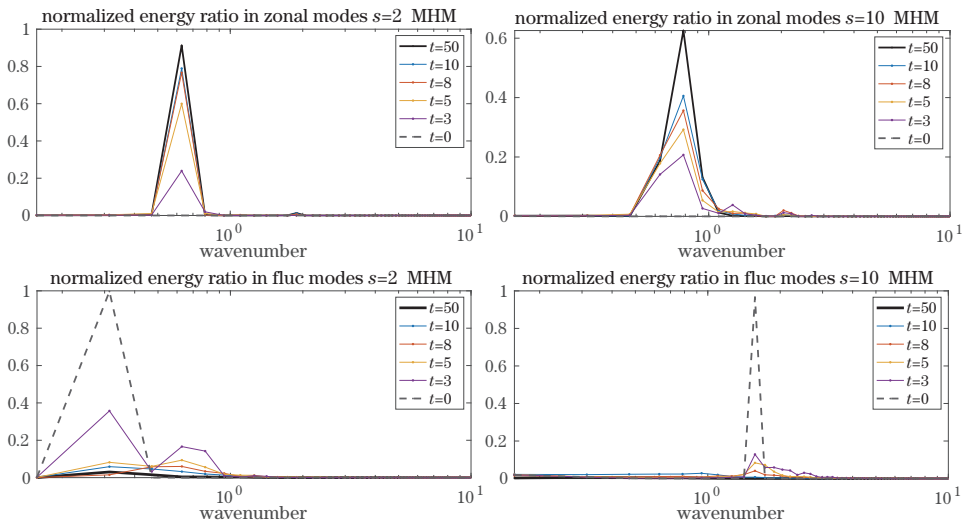 normalized energy ratio in zonal modes s=2 MHM
1
0.8
0.6
0.4
0.2
0
t=50
t=10
t=8
t=5
t=3
t=0
10^0
10^1
wavenumber
normalized energy ratio in zonal modes s=10 MHM
0.6
0.4
0.2
0
t=50
t=10
t=8
t=5
t=3
t=0
10^0
10^1
wavenumber
normalized energy ratio in fluc modes s=2 MHM
1
0.8
0.6
0.4
0.2
0
t=50
t=10
t=8
t=5
t=3
t=0
10^0
10^1
wavenumber
normalized energy ratio in fluc modes s=10 MHM
1
0.8
0.6
0.4
0.2
0
t=50
t=10
t=8
t=5
t=3
t=0
10^0
10^1
wavenumber